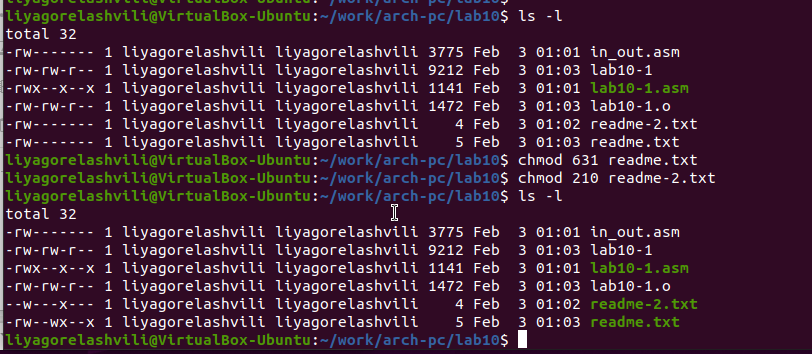 liyagorelashvili@VirtualBox-Ubuntu:~/work/arch-pc/lab10$ ls -l
total 32
-rw------- 1 liyagorelashvili liyagorelashvili 3775 Feb  3 01:01 in_out.asm
-rw-rw-r-- 1 liyagorelashvili liyagorelashvili 9212 Feb  3 01:03 lab10-1
-rwx--x--x 1 liyagorelashvili liyagorelashvili 1141 Feb  3 01:01 lab10-1.asm
-rw-rw-r-- 1 liyagorelashvili liyagorelashvili 1472 Feb  3 01:03 lab10-1.o
-rw------- 1 liyagorelashvili liyagorelashvili    4 Feb  3 01:02 readme-2.txt
-rw------- 1 liyagorelashvili liyagorelashvili    5 Feb  3 01:03 readme.txt
liyagorelashvili@VirtualBox-Ubuntu:~/work/arch-pc/lab10$ chmod 631 readme.txt
liyagorelashvili@VirtualBox-Ubuntu:~/work/arch-pc/lab10$ chmod 210 readme-2.txt
liyagorelashvili@VirtualBox-Ubuntu:~/work/arch-pc/lab10$ ls -l
total 32
-rw------- 1 liyagorelashvili liyagorelashvili 3775 Feb  3 01:01 in_out.asm
-rw-rw-r-- 1 liyagorelashvili liyagorelashvili 9212 Feb  3 01:03 lab10-1
-rwx--x--x 1 liyagorelashvili liyagorelashvili 1141 Feb  3 01:01 lab10-1.asm
-rw-rw-r-- 1 liyagorelashvili liyagorelashvili 1472 Feb  3 01:03 lab10-1.o
--w---x--- 1 liyagorelashvili liyagorelashvili    4 Feb  3 01:02 readme-2.txt
-rw--wx--x 1 liyagorelashvili liyagorelashvili    5 Feb  3 01:03 readme.txt
liyagorelashvili@VirtualBox-Ubuntu:~/work/arch-pc/lab10$